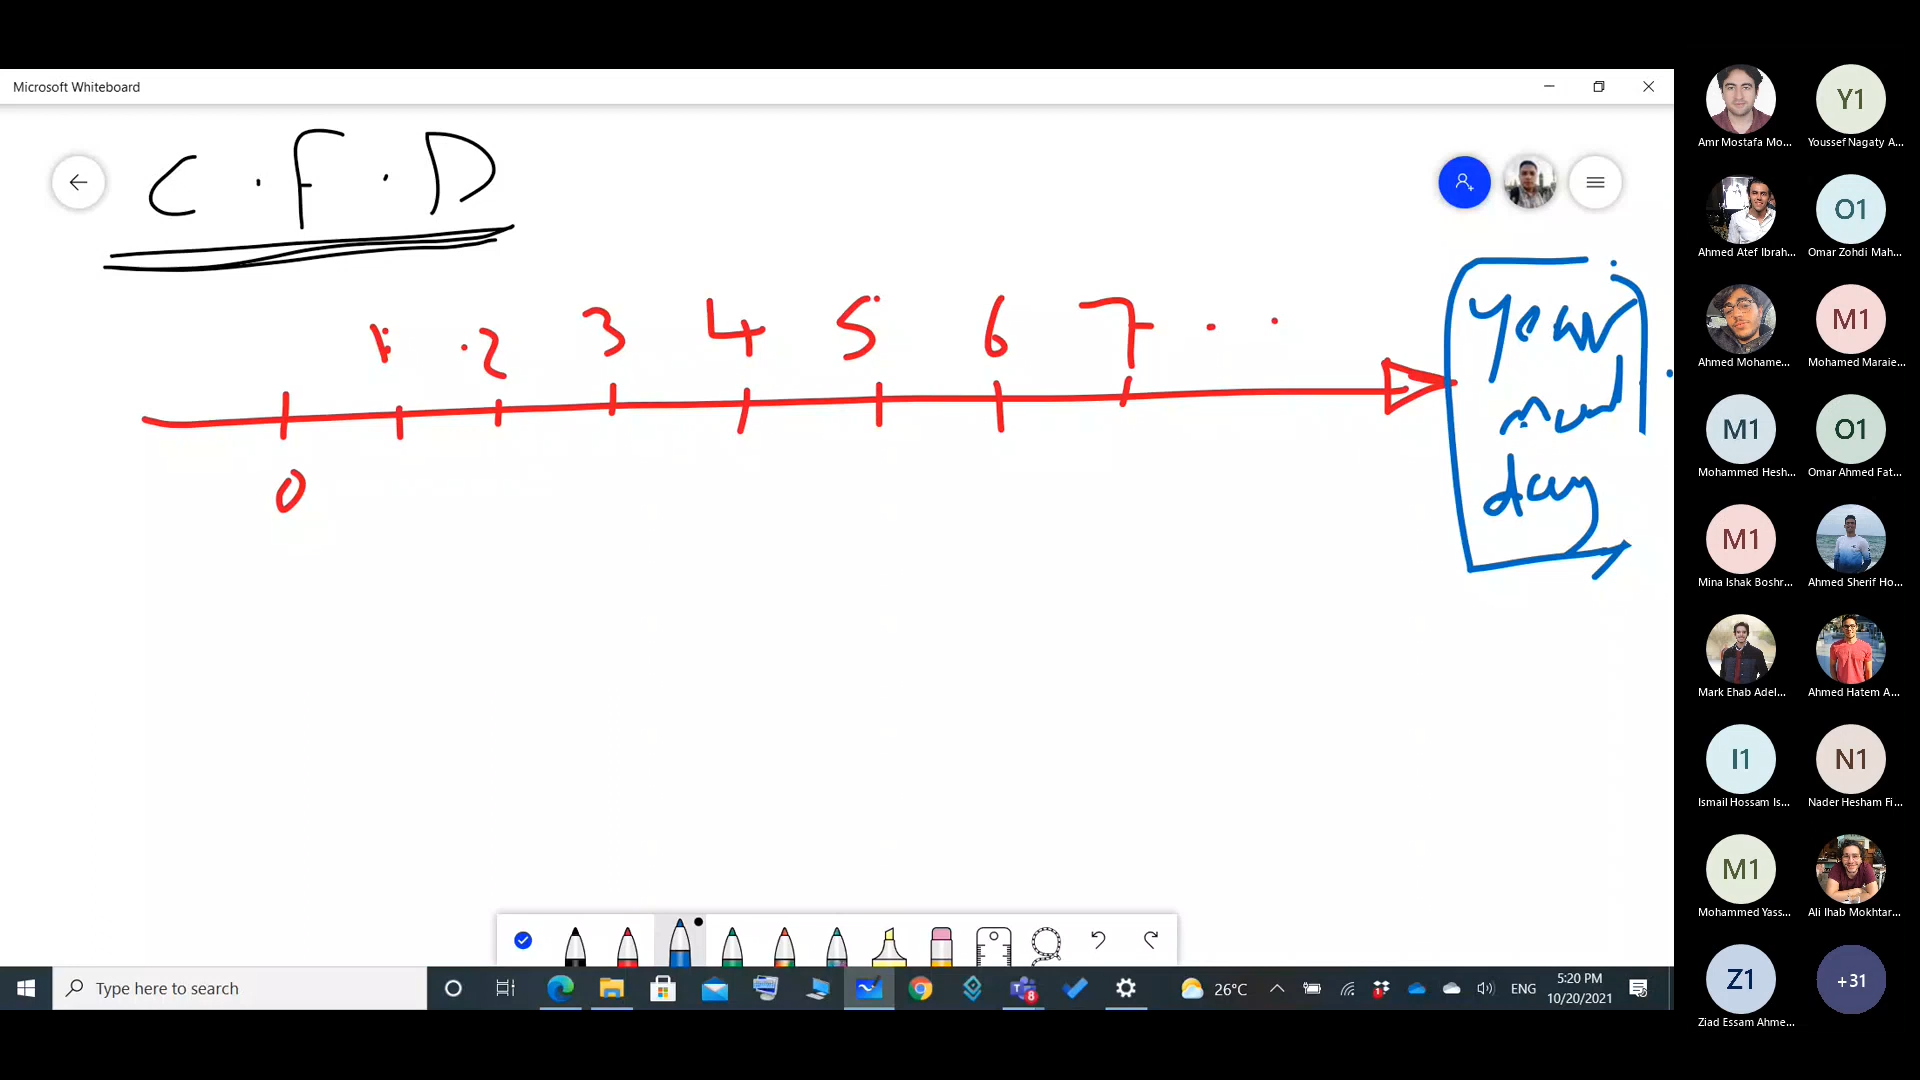 Microsoft Whiteboard
C.F.D
1 2 3 4 5 6 7 . .
0
year
day
Amr Mostafa Mo...
Y1
Youssef Nagaty A...
Ahmed Atef Ibrah...
O1
Omar Zohdi Mah...
Ahmed Mohame...
M1
Mohamed Maraie...
M1
Mohammed Hesh...
O1
Omar Ahmed Fat...
M1
Mina Ishak Boshr...
Ahmed Sherif Ho...
Mark Ehab Adel...
Ahmed Hatem A...
I1
Ismail Hossam Is...
N1
Nader Hesham Fi...
M1
Mohammed Yass...
Ali Ihab Mokhtar...
Z1
Ziad Essam Ahme...
+31
Type here to search
8
26°C
ENG
5:20 PM
10/20/2021